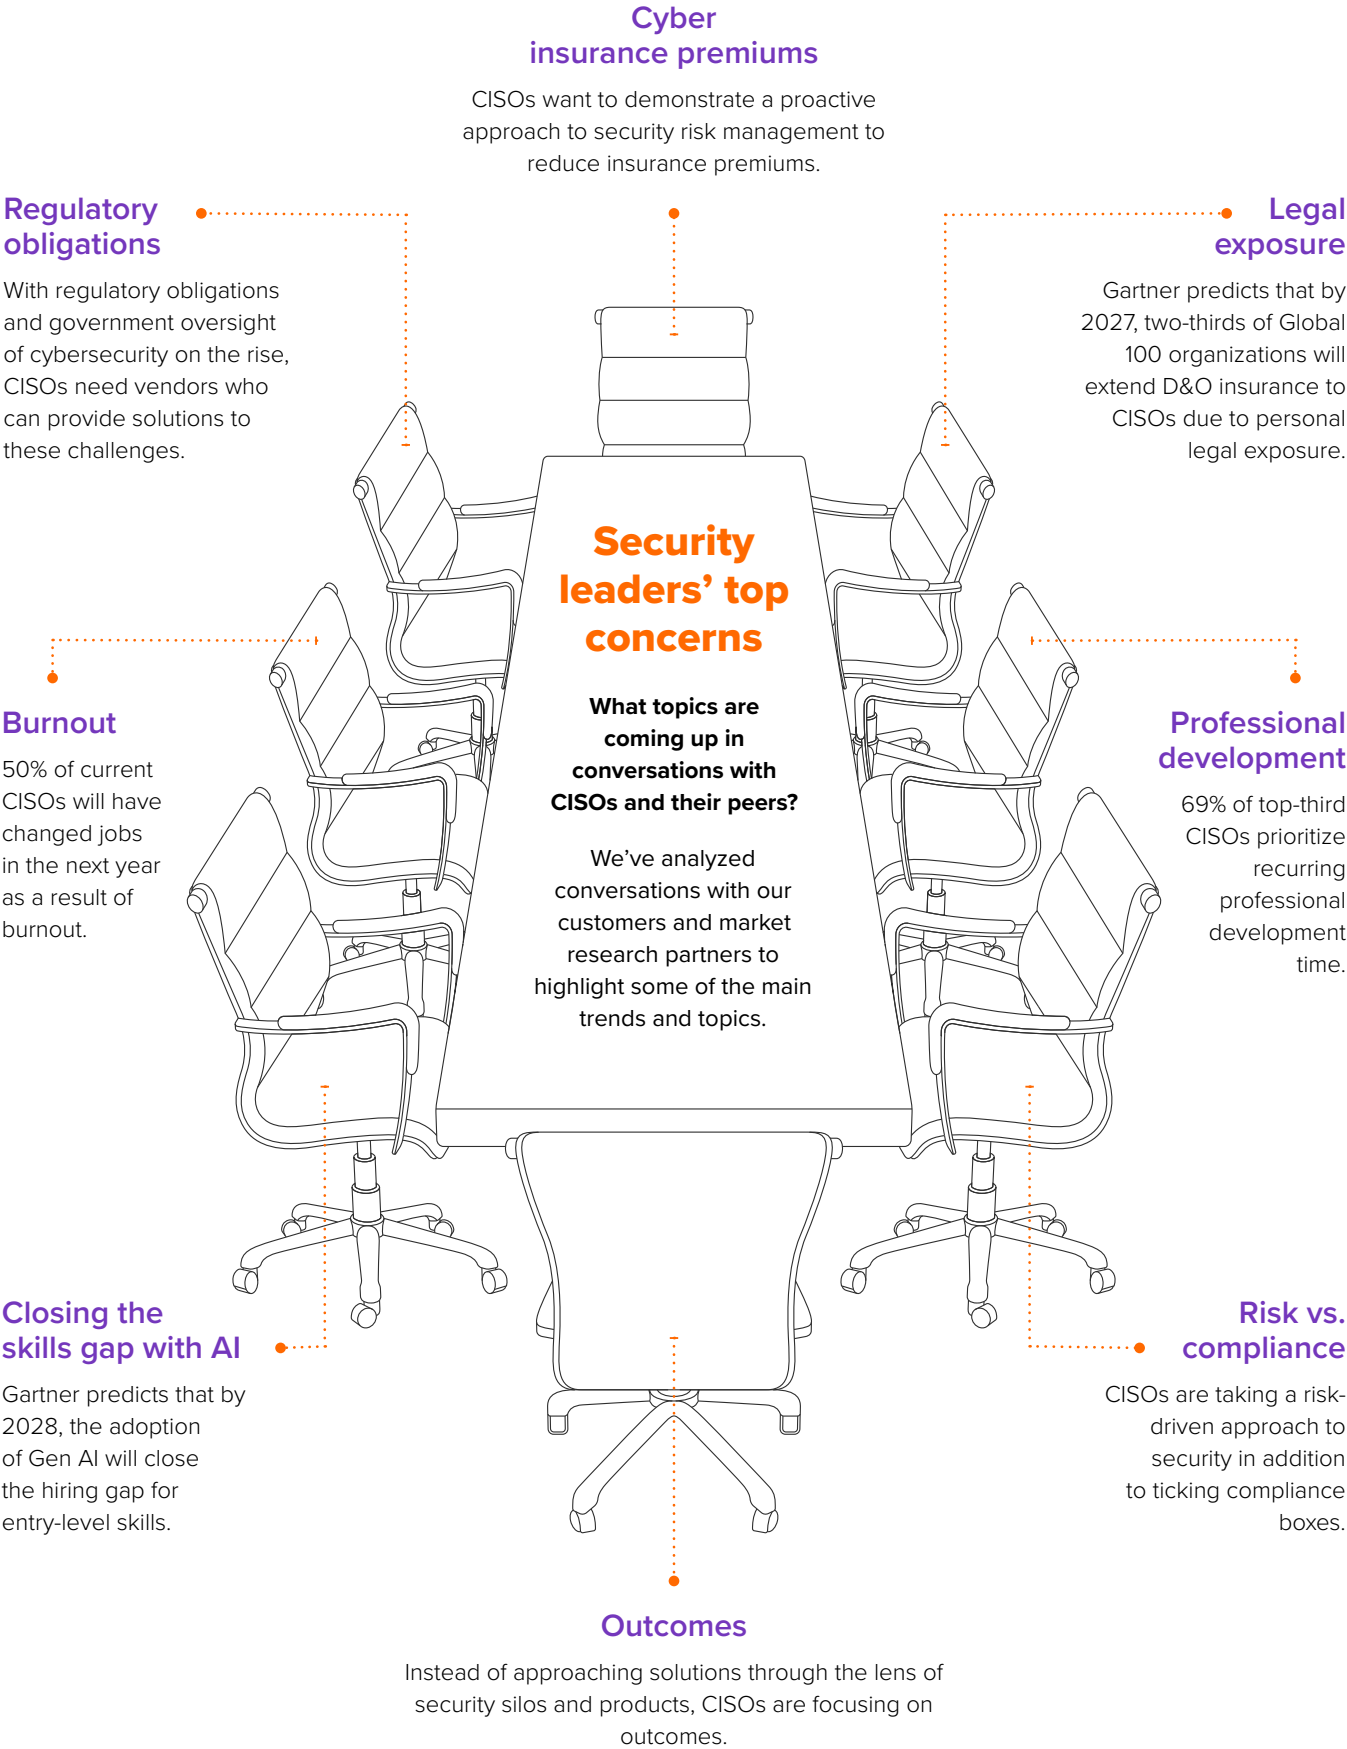 Cyber
insurance premiums
CISOs want to demonstrate a proactive
approach to security risk management to
reduce insurance premiums.
Regulatory
obligations
With regulatory obligations
and government oversight
of cybersecurity on the rise,
CISOs need vendors who
can provide solutions to
these challenges.
Legal
exposure
Gartner predicts that by
2027, two-thirds of Global
100 organizations will
extend D&O insurance to
CISOs due to personal
legal exposure.
Security
leaders’ top
concerns
What topics are
coming up in
conversations with
CISOs and their peers?
We’ve analyzed
conversations with our
customers and market
research partners to
highlight some of the main
trends and topics.
Burnout
50% of current
CISOs will have
changed jobs
in the next year
as a result of
burnout.
Professional
development
69% of top-third
CISOs prioritize
recurring
professional
development
time.
Closing the
skills gap with AI
Gartner predicts that by
2028, the adoption
of Gen AI will close
the hiring gap for
entry-level skills.
Risk vs.
compliance
CISOs are taking a risk-
driven approach to
security in addition
to ticking compliance
boxes.
Outcomes
Instead of approaching solutions through the lens of
security silos and products, CISOs are focusing on
outcomes.